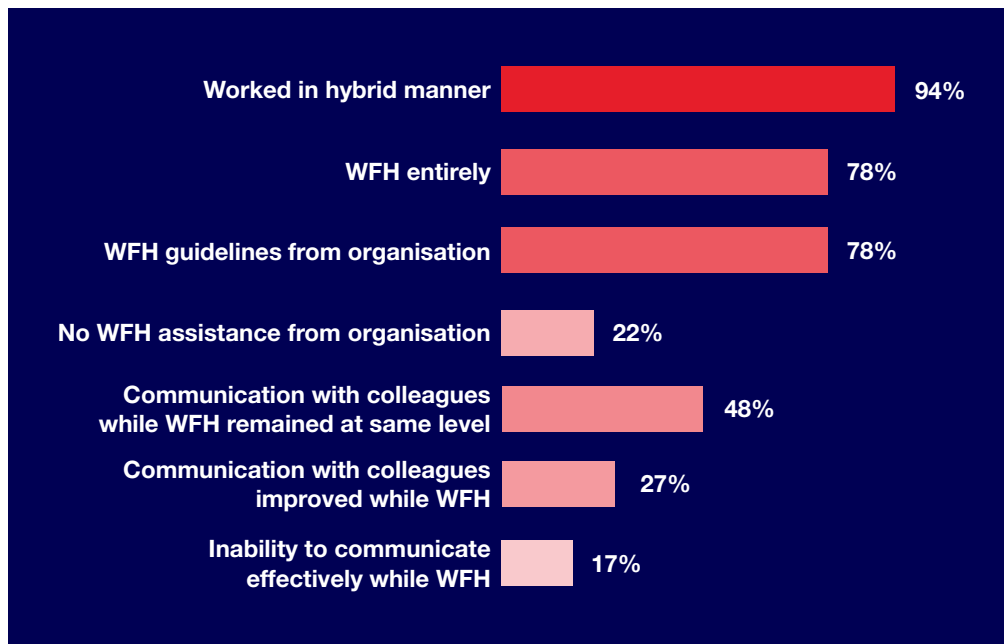 Worked in hybrid manner 94%
WFH entirely 78%
WFH guidelines from organisation 78%
No WFH assistance from organisation 22%
Communication with colleagues
while WFH remained at same level 48%
Communication with colleagues
improved while WFH 27%
Inability to communicate
effectively while WFH 17%